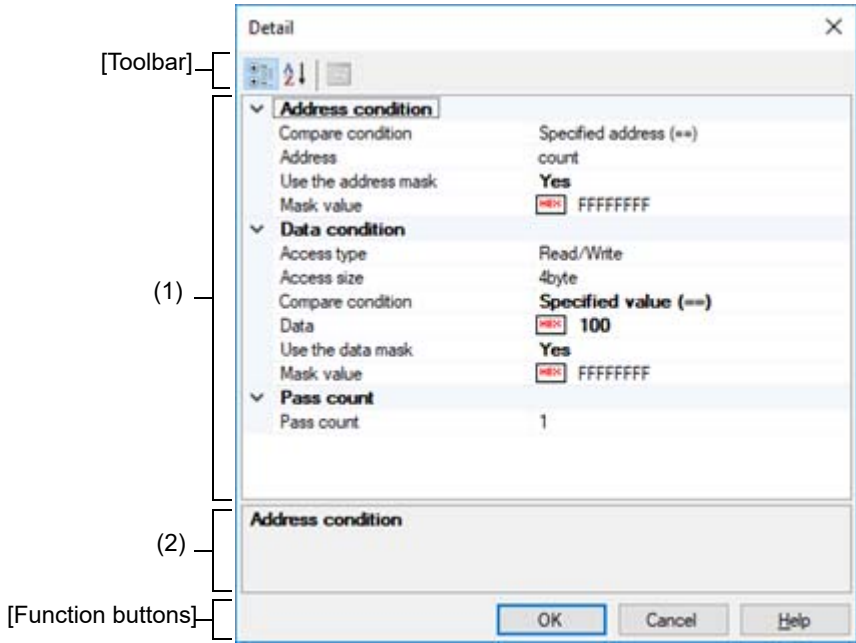 Detail
[Toolbar]
Address condition
Compare condition Specified address (==)
Address count
Use the address mask Yes
Mask value HEX FFFFFFFF
Data condition
Access type Read/Write
Access size 4byte
(1)
Compare condition Specified value (==)
Data HEX 100
Use the data mask Yes
Mask value HEX FFFFFFFF
Pass count
Pass count 1
Address condition
(2)
[Function buttons]
OK Cancel Help